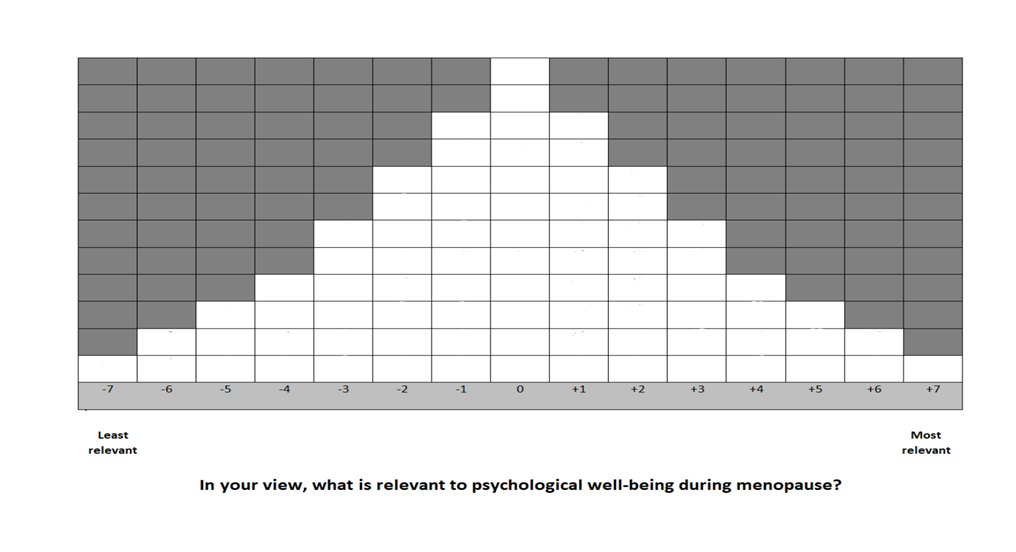 -7 -6 -5 -4 -3 -2 -1 0 +1 +2 +3 +4 +5 +6 +7
Least
relevant
Most
relevant
In your view, what is relevant to psychological well-being during menopause?